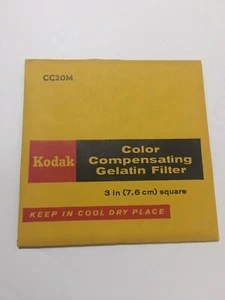 CC20M
Kodak
Color
Compensating
Gelatin Filter
3 in (7.6 cm) square
KEEP IN COOL DRY PLACE